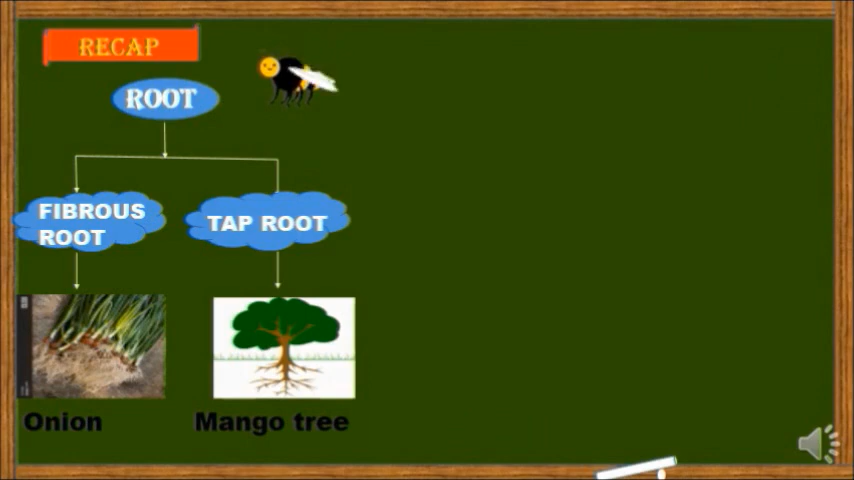 RECAP
ROOT
FIBROUS
ROOT
TAP ROOT
Onion
Mango tree